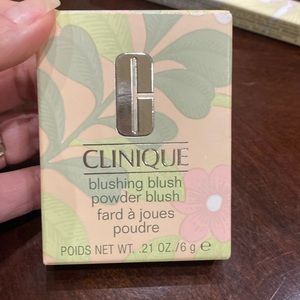 CLINIQUE
blushing blush
powder blush
fard à joues
poudre
POIDS NET WT. .21 OZ./6 g ℮